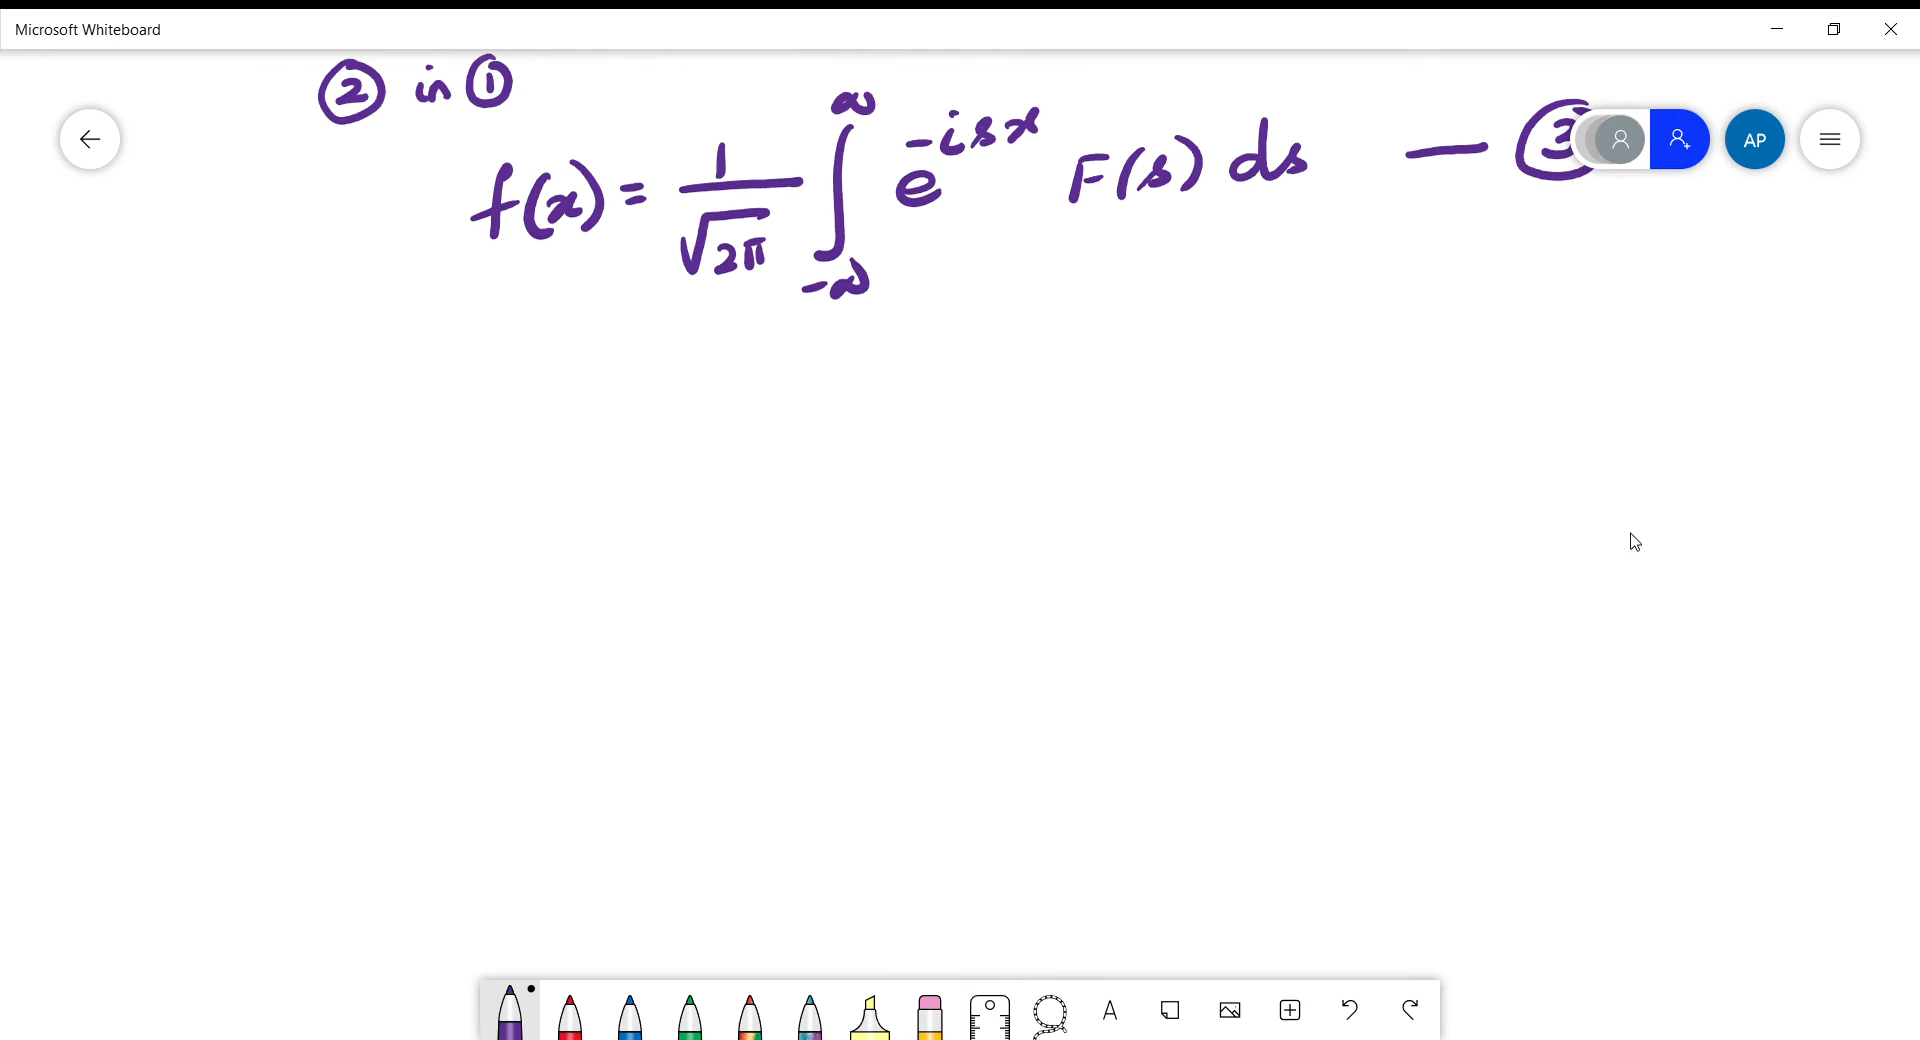 Microsoft Whiteboard
② in ①
f(x) = 1/√2π ∫_{-∞}^{∞} e^{-isx} F(s) ds — ③
AP
A